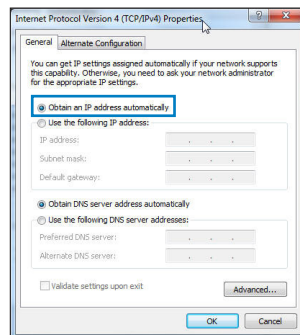 Internet Protocol Version 4 (TCP/IPv4) Properties
General
Alternate Configuration
You can get IP settings assigned automatically if your network supports
this capability. Otherwise, you need to ask your network administrator
for the appropriate IP settings.
Obtain an IP address automatically
Use the following IP address:
IP address:
Subnet mask:
Default gateway:
Obtain DNS server address automatically
Use the following DNS server addresses:
Preferred DNS server:
Alternate DNS server:
Validate settings upon exit
Advanced...
OK
Cancel